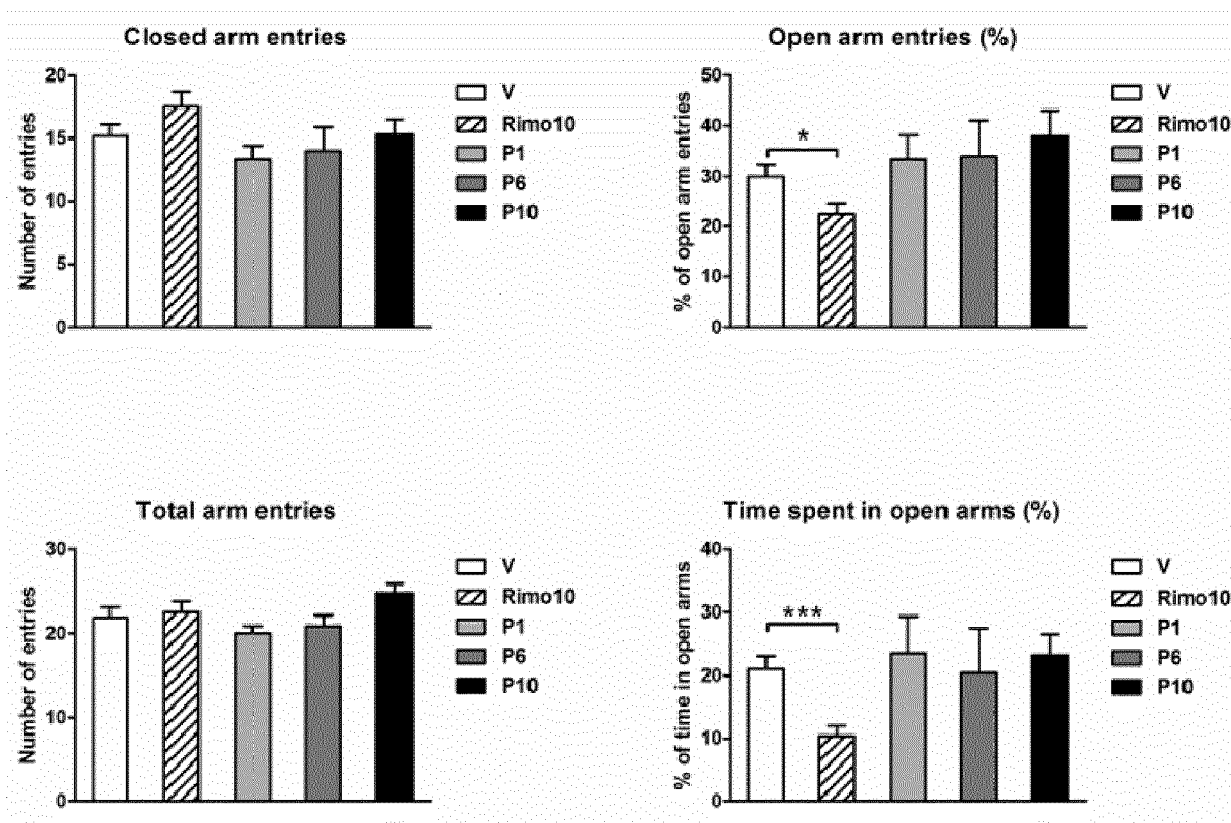 Closed arm entries
Number of entries
20
15
10
5
0
V
Rimo10
P1
P6
P10
Open arm entries (%)
% of open arm entries
50
40
30
20
10
0
*
V
Rimo10
P1
P6
P10
Total arm entries
Number of entries
30
20
10
0
V
Rimo10
P1
P6
P10
Time spent in open arms (%)
% of time in open arms
40
30
20
10
0
***
V
Rimo10
P1
P6
P10